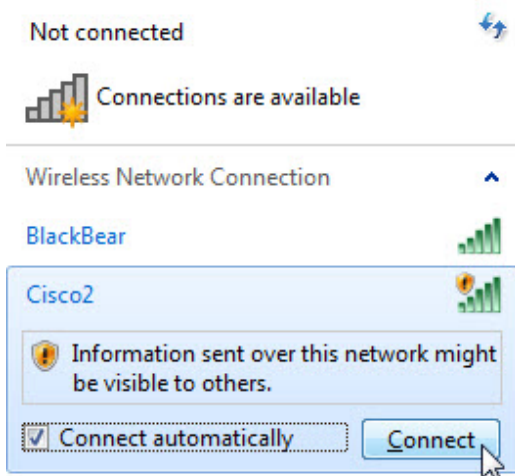 Not connected
Connections are available
Wireless Network Connection
BlackBear
Cisco2
Information sent over this network might
be visible to others.
Connect automatically
Connect